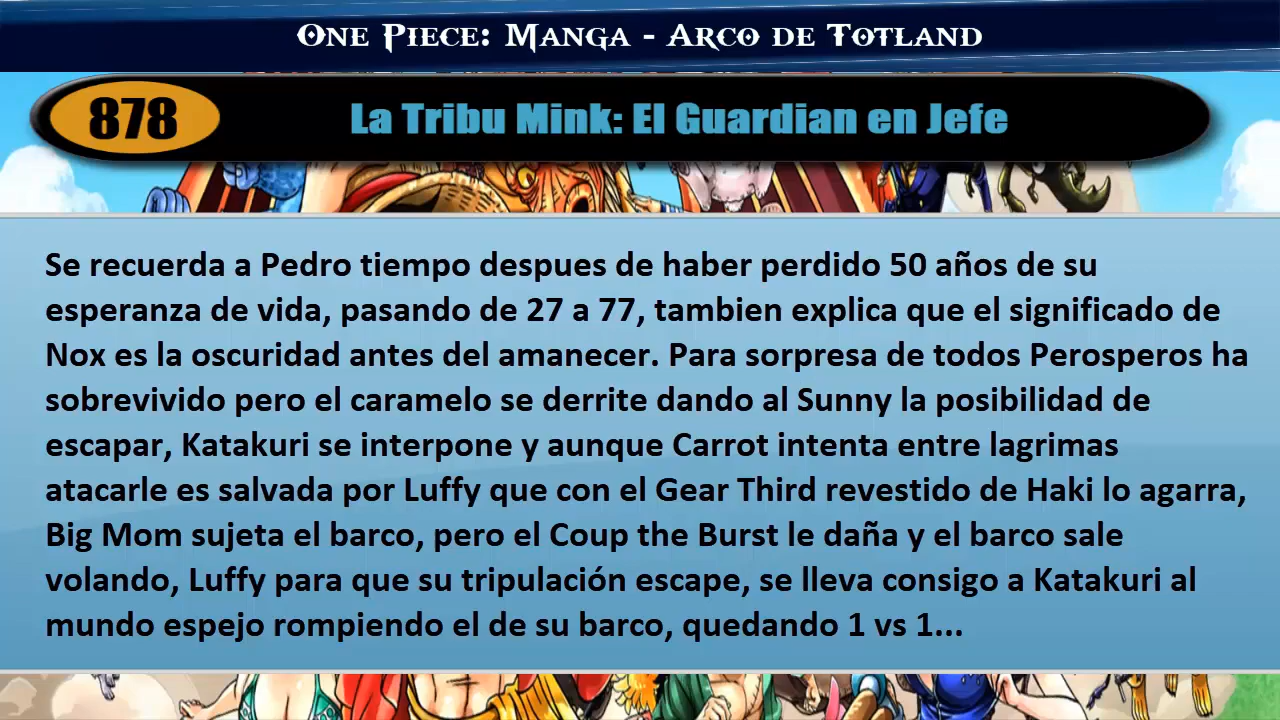 One Piece: Manga - Arco de Totland
878
La Tribu Mink: El Guardian en Jefe
Se recuerda a Pedro tiempo despues de haber perdido 50 años de su
esperanza de vida, pasando de 27 a 77, tambien explica que el significado de
Nox es la oscuridad antes del amanecer. Para sorpresa de todos Perosperos ha
sobrevivido pero el caramelo se derrite dando al Sunny la posibilidad de
escapar, Katakuri se interpone y aunque Carrot intenta entre lagrimas
atacarle es salvada por Luffy que con el Gear Third revestido de Haki lo agarra,
Big Mom sujeta el barco, pero el Coup the Burst le daña y el barco sale
volando, Luffy para que su tripulación escape, se lleva consigo a Katakuri al
mundo espejo rompiendo el de su barco, quedando 1 vs 1...